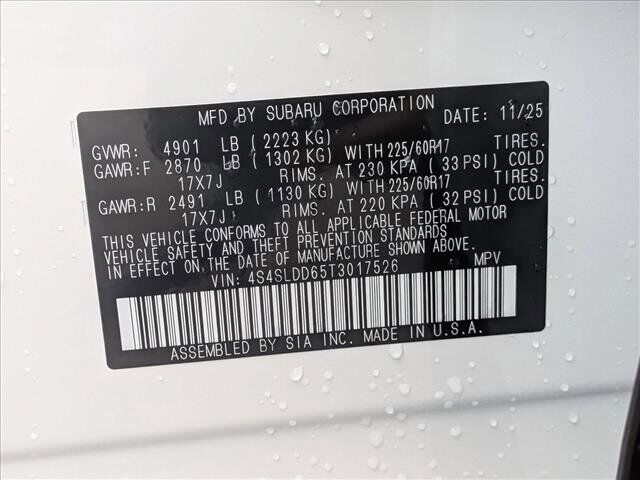 MFD BY SUBARU CORPORATION DATE: 11/25
GVWR: 4901 LB (2223 KG)
GAWR:F 2870 LB (1302 KG) WITH 225/60R17 TIRES.
17X7J RIMS. AT 230 KPA (33 PSI) COLD
GAWR:R 2491 LB (1130 KG) WITH 225/60R17 TIRES.
17X7J RIMS. AT 220 KPA (32 PSI) COLD
THIS VEHICLE CONFORMS TO ALL APPLICABLE FEDERAL MOTOR
VEHICLE SAFETY AND THEFT PREVENTION STANDARDS
IN EFFECT ON THE DATE OF MANUFACTURE SHOWN ABOVE.
VIN: 4S4SLDD65T3017526 MPV
ASSEMBLED BY SIA INC. MADE IN U.S.A.